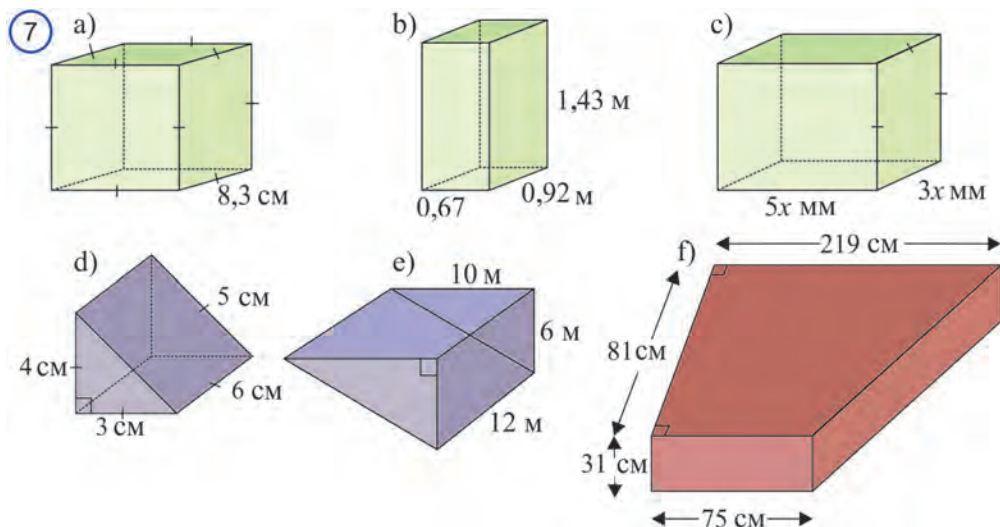 7
a)
8,3 см
b)
1,43 м
0,67
0,92 м
c)
5x мм
3x мм
d)
5 см
4 см
6 см
3 см
e)
10 м
6 м
12 м
f)
219 см
81см
31 см
75 см